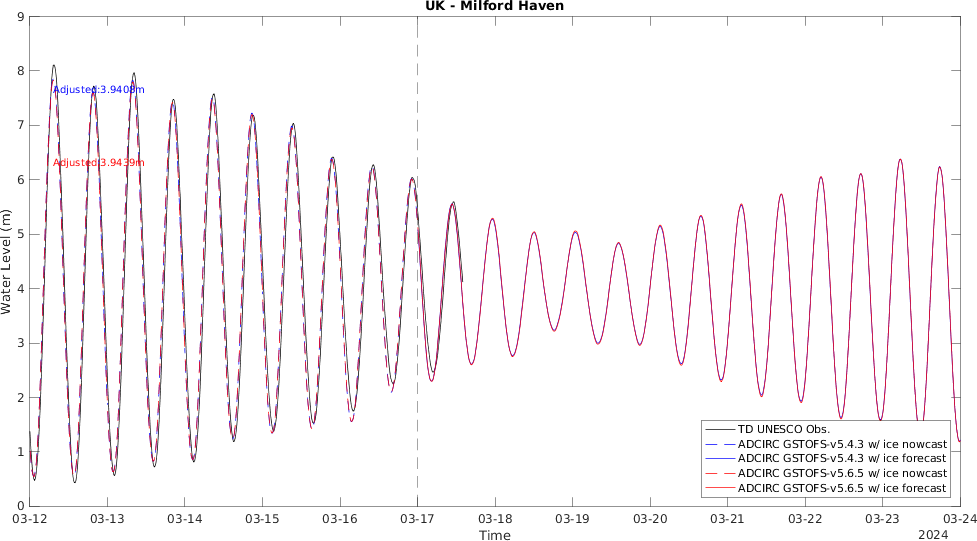 UK - Milford Haven
9
8
7
6
5
4
3
2
1
0
Water Level (m)
Adjusted:3.9408m
Adjusted:3.9439m
TD UNESCO Obs.
ADCIRC GSTOFS-v5.4.3 w/ ice nowcast
ADCIRC GSTOFS-v5.4.3 w/ ice forecast
ADCIRC GSTOFS-v5.6.5 w/ ice nowcast
ADCIRC GSTOFS-v5.6.5 w/ ice forecast
03-12 03-13 03-14 03-15 03-16 03-17 03-18 03-19 03-20 03-21 03-22 03-23 03-24
Time
2024